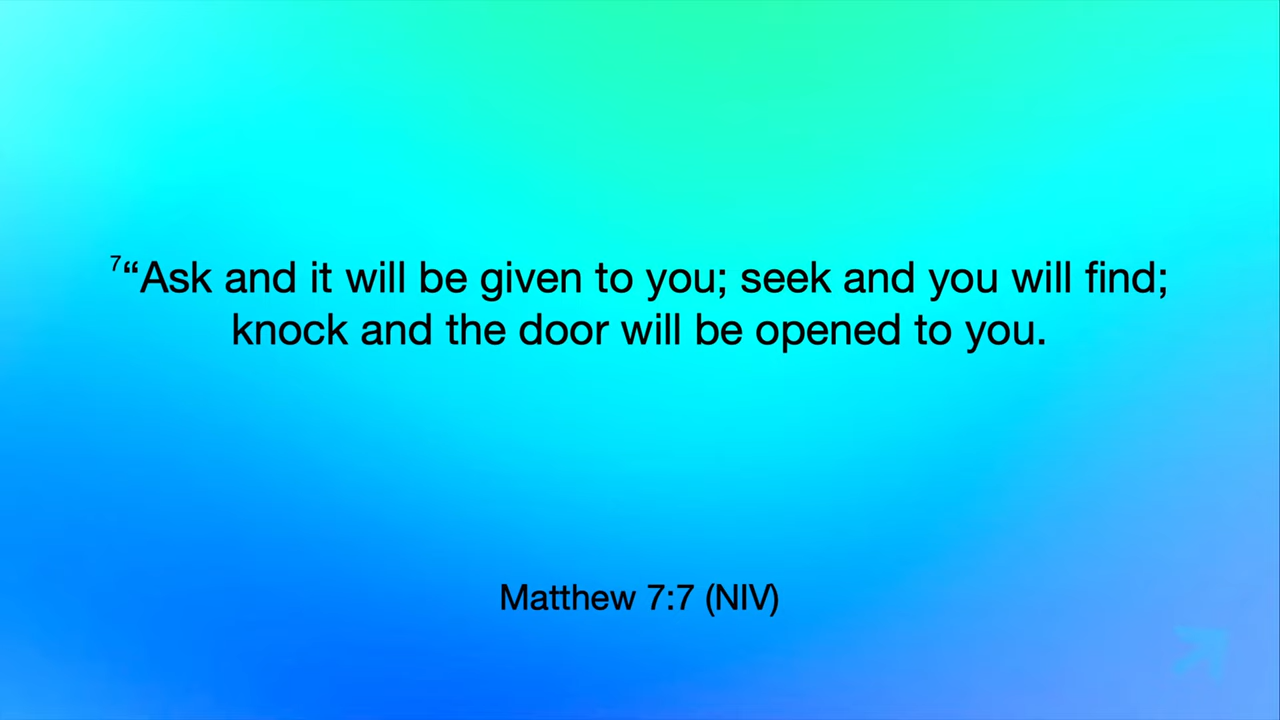 ⁷“Ask and it will be given to you; seek and you will find;
knock and the door will be opened to you.
Matthew 7:7 (NIV)